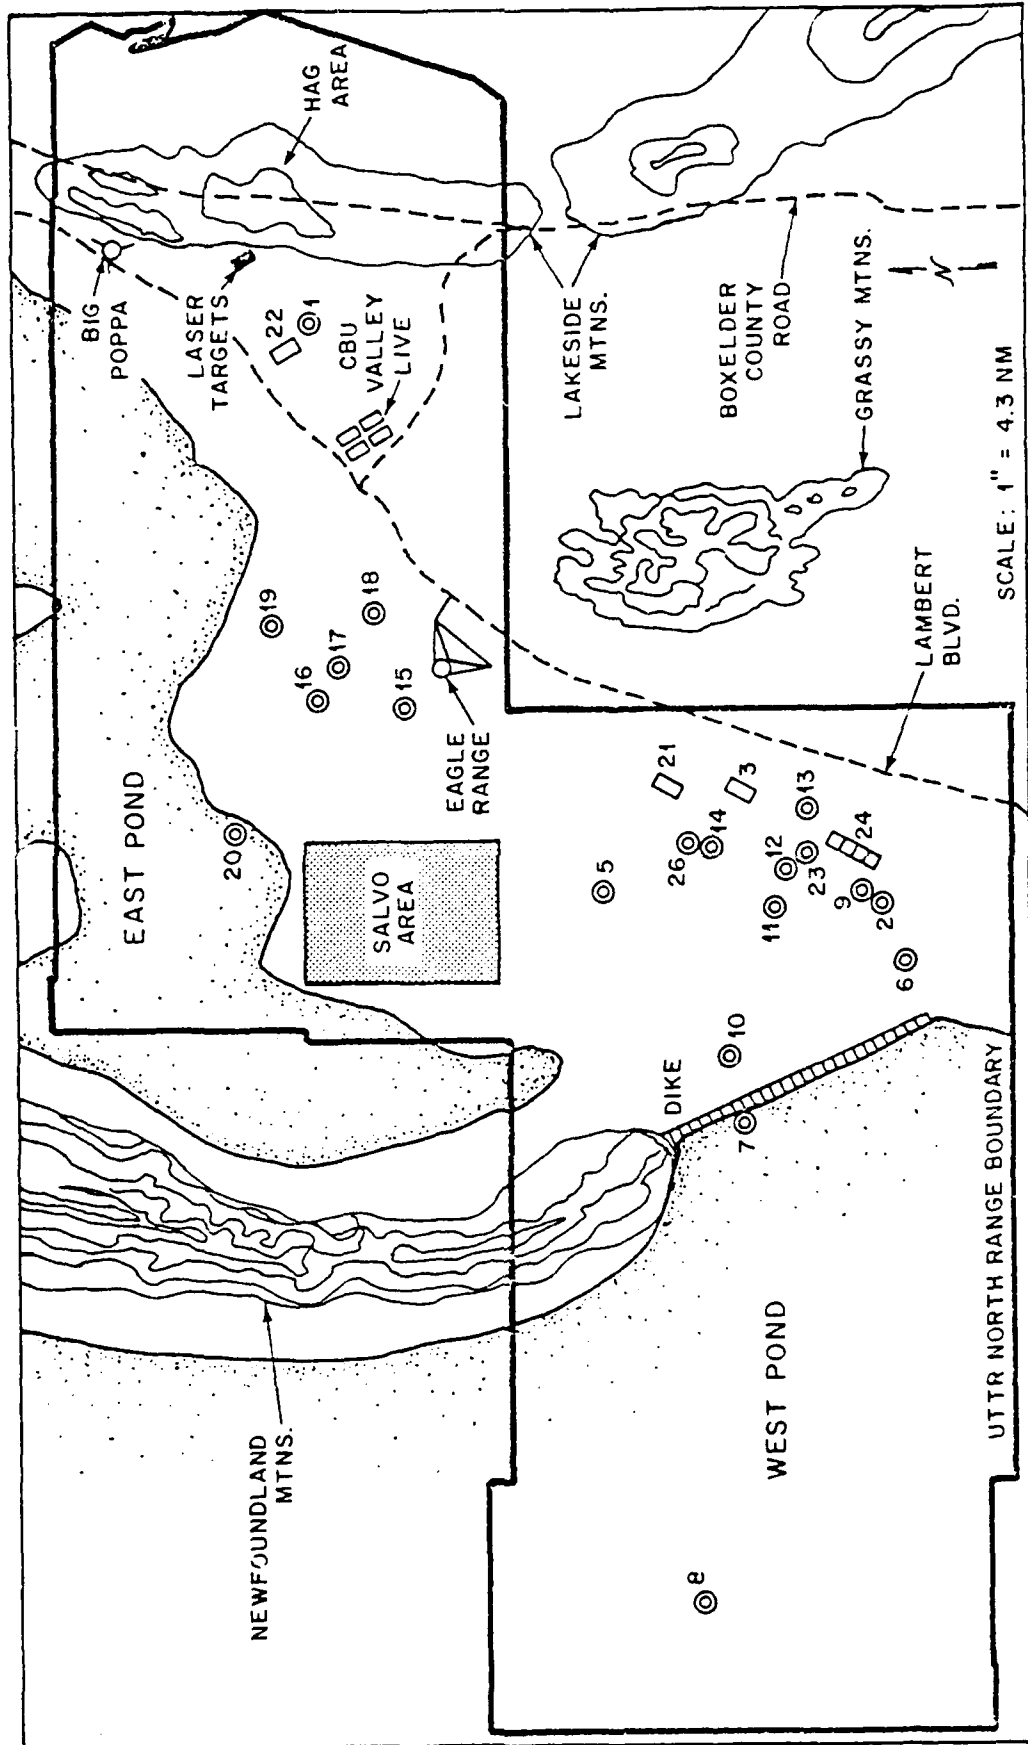 NEWFOUNDLAND
MTNS.
EAST POND
BIG
POPPA
HAG
AREA
LASER
TARGETS
22
1
CBU
VALLEY
LIVE
20
19
16
17
18
15
SALVO
AREA
EAGLE
RANGE
LAKESIDE
MTNS.
BOXELDER
COUNTY
ROAD
GRASSY MTNS.
N
5
21
26
14
3
DIKE
10
7
11
12
13
23
24
9
2
6
8
WEST POND
LAMBERT
BLVD.
UTTR NORTH RANGE BOUNDARY
SCALE: 1" = 4.3 NM